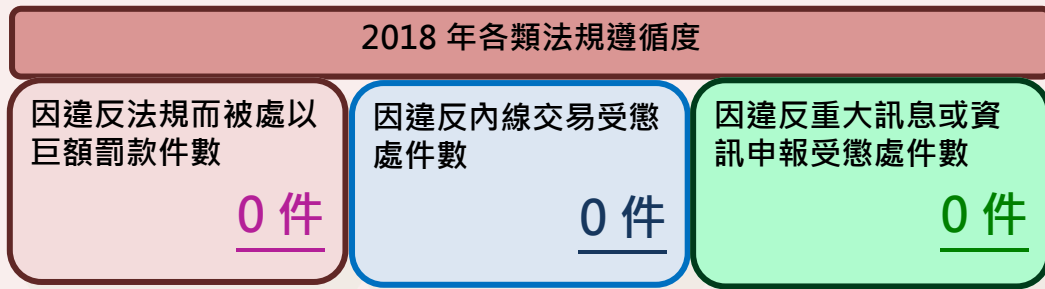 2018 年各類法規遵循度
因違反法規而被處以
巨額罰款件數
0 件
因違反內線交易受懲
處件數
0 件
因違反重大訊息或資
訊申報受懲處件數
0 件